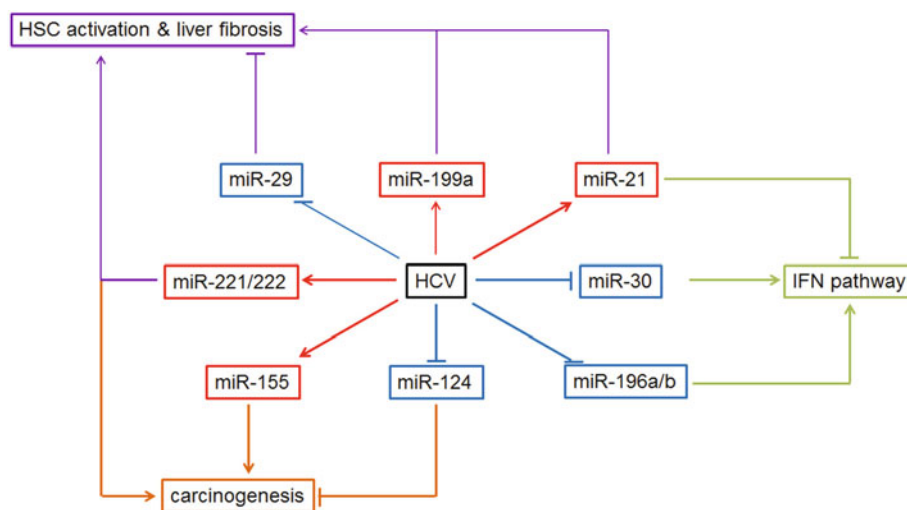 HSC activation & liver fibrosis
miR-29
miR-199a
miR-21
miR-221/222
HCV
miR-30
IFN pathway
miR-155
miR-124
miR-196a/b
carcinogenesis